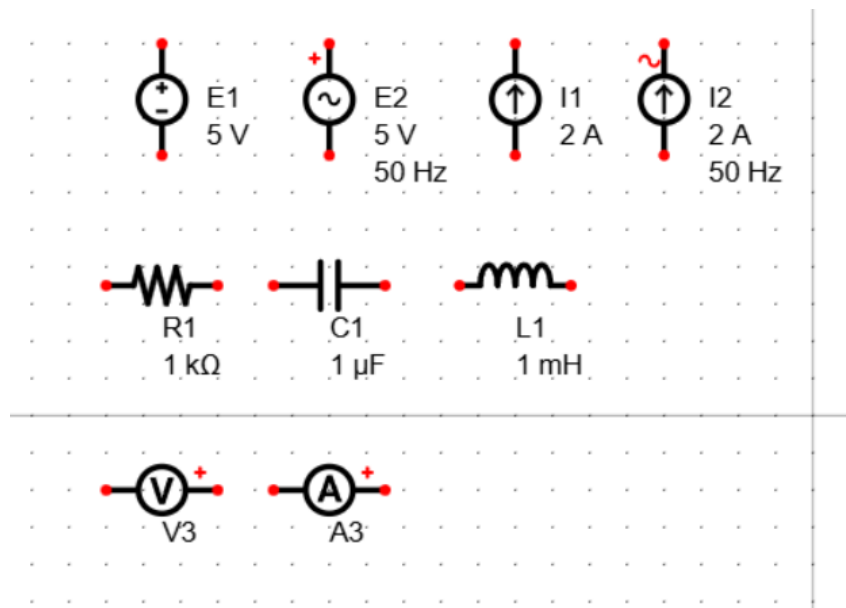 E1
5 V
E2
5 V
50 Hz
I1
2 A
I2
2 A
50 Hz
R1
1 kΩ
C1
1 µF
L1
1 mH
V
V3
A
A3